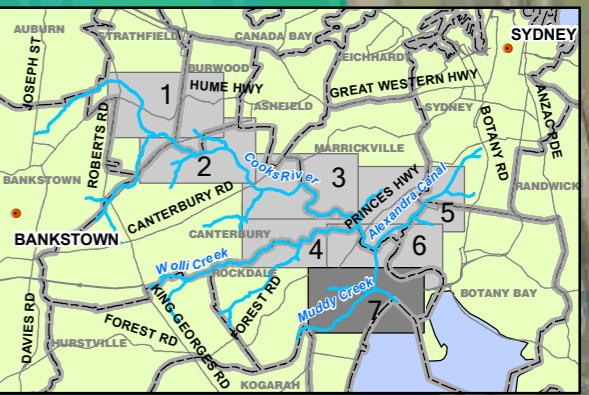 AUBURN
STRATHFIELD
CANADA BAY
SYDNEY
JOSEPH ST
BURWOOD
EICHHARDT
1
HUME HWY
GREAT WESTERN HWY
ASHFIELD
SYDNEY
ANZAC PDE
ROBERTS RD
BOTANY RD
MARRICKVILLE
2
Cooks River
3
BANKSTOWN
PRINCES HWY
Alexandra Canal
RANDWICK
CANTERBURY RD
5
BANKSTOWN
CANTERBURY
4
6
Wolli Creek
ROCKDALE
Muddy Creek
7
BOTANY BAY
DAVIES RD
FOREST RD
KING GEORGES RD
FOREST RD
HURSTVILLE
KOGARAH